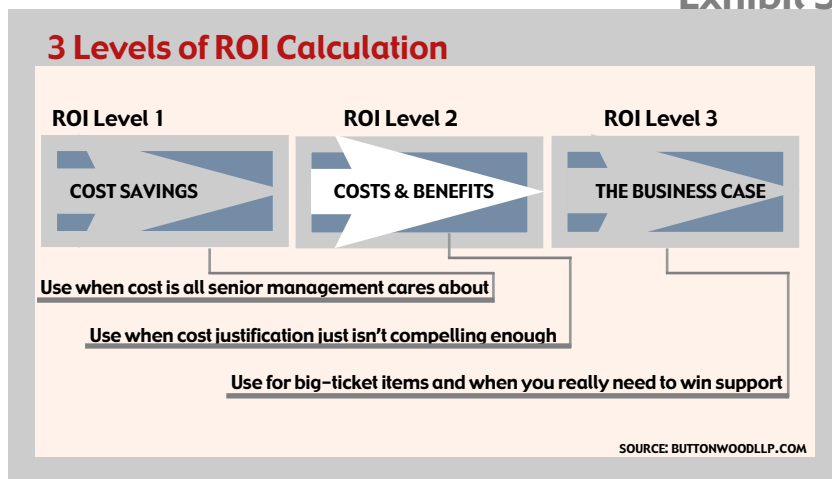 Exhibit 3
3 Levels of ROI Calculation
ROI Level 1
ROI Level 2
ROI Level 3
COST SAVINGS
COSTS & BENEFITS
THE BUSINESS CASE
Use when cost is all senior management cares about
Use when cost justification just isn't compelling enough
Use for big-ticket items and when you really need to win support
SOURCE: BUTTONWOODLLP.COM